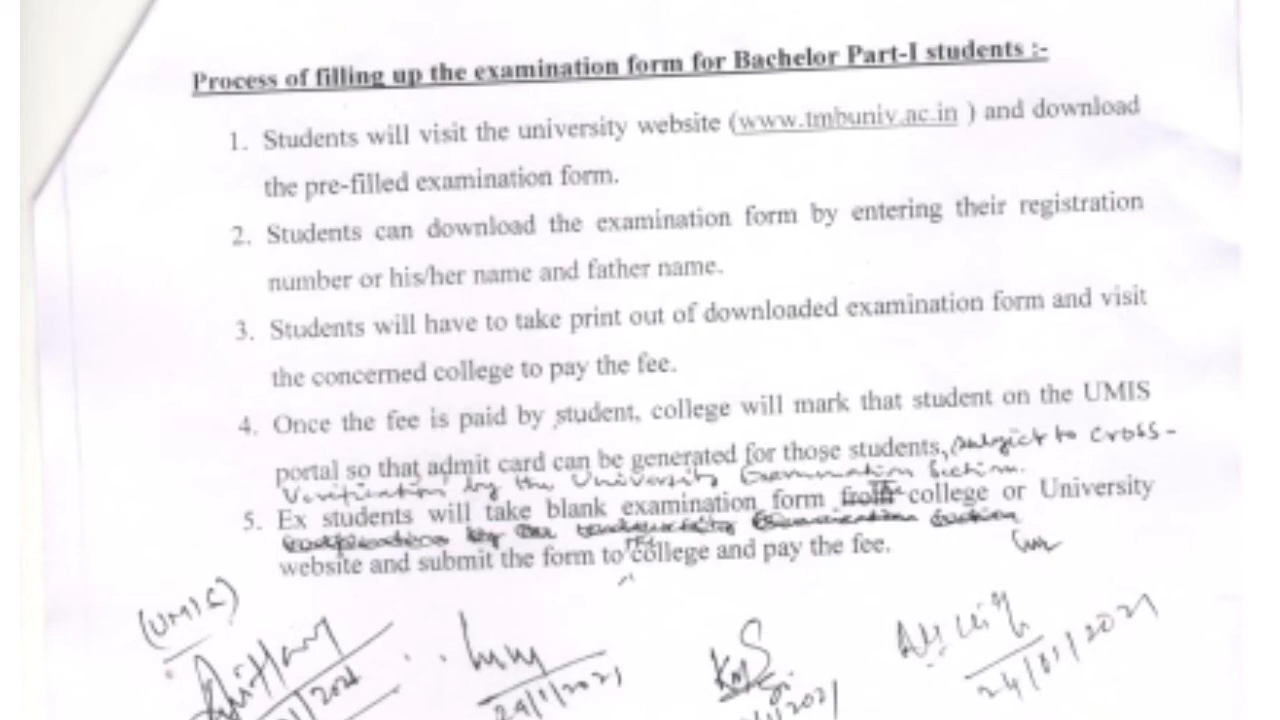 Process of filling up the examination form for Bachelor Part-I students :-
1. Students will visit the university website (www.tmbuniv.ac.in ) and download
the pre-filled examination form.
2. Students can download the examination form by entering their registration
number or his/her name and father name.
3. Students will have to take print out of downloaded examination form and visit
the concerned college to pay the fee.
4. Once the fee is paid by student, college will mark that student on the UMIS
portal so that admit card can be generated for those students, subject to cross-
verification by the University Examination Section.
5. Ex students will take blank examination form from college or University
website and submit the form to college and pay the fee.
(UMIS)
24/1/2021
24/01/2021